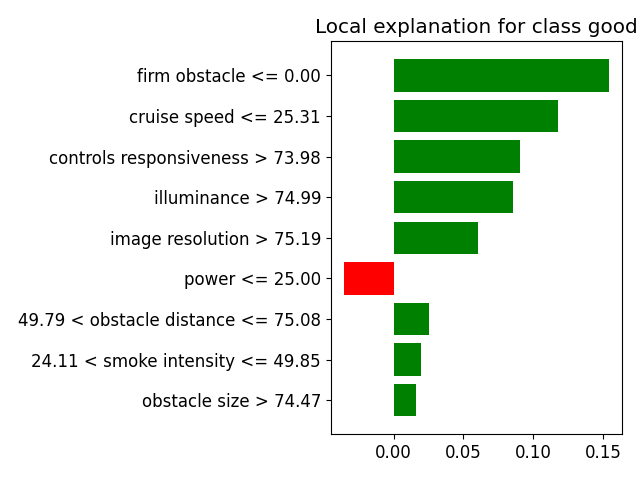 Local explanation for class good
firm obstacle <= 0.00
cruise speed <= 25.31
controls responsiveness > 73.98
illuminance > 74.99
image resolution > 75.19
power <= 25.00
49.79 < obstacle distance <= 75.08
24.11 < smoke intensity <= 49.85
obstacle size > 74.47
0.00 0.05 0.10 0.15